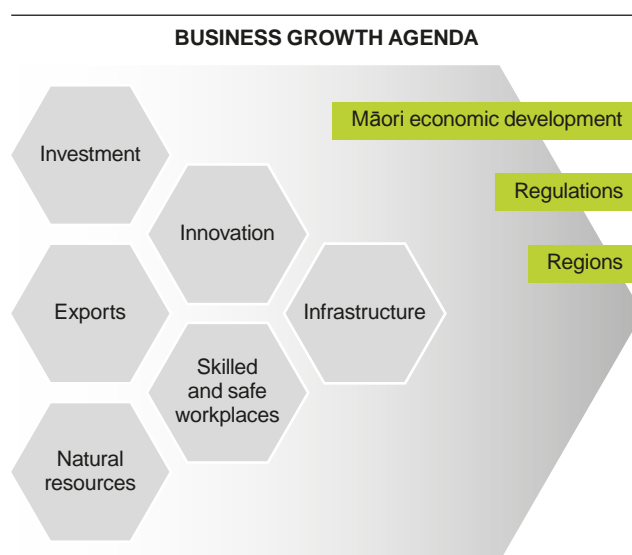 BUSINESS GROWTH AGENDA
Māori economic development
Investment
Regulations
Innovation
Regions
Exports
Infrastructure
Skilled
and safe
workplaces
Natural
resources